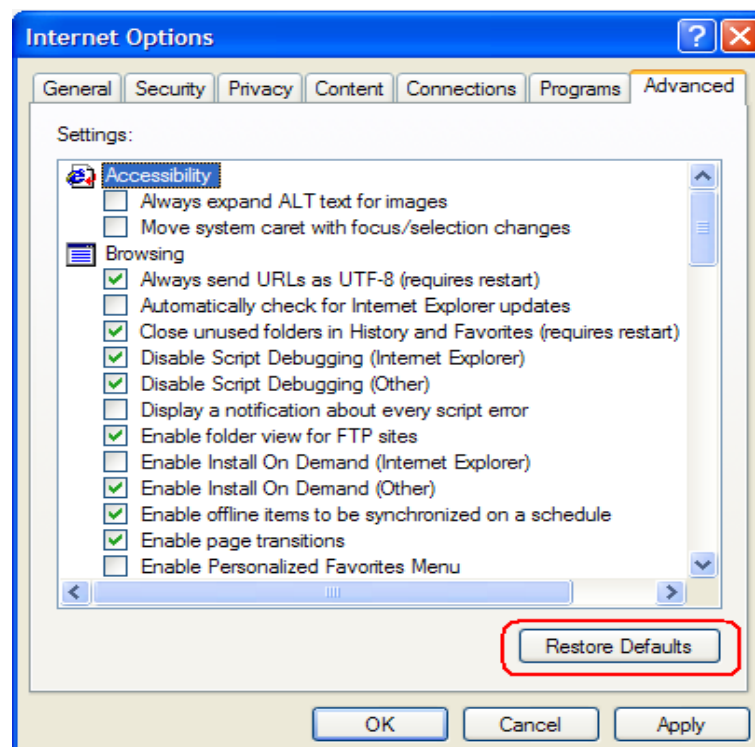 Internet Options
General Security Privacy Content Connections Programs Advanced
Settings:
Accessibility
Always expand ALT text for images
Move system caret with focus/selection changes
Browsing
Always send URLs as UTF-8 (requires restart)
Automatically check for Internet Explorer updates
Close unused folders in History and Favorites (requires restart)
Disable Script Debugging (Internet Explorer)
Disable Script Debugging (Other)
Display a notification about every script error
Enable folder view for FTP sites
Enable Install On Demand (Internet Explorer)
Enable Install On Demand (Other)
Enable offline items to be synchronized on a schedule
Enable page transitions
Enable Personalized Favorites Menu
Restore Defaults
OK Cancel Apply